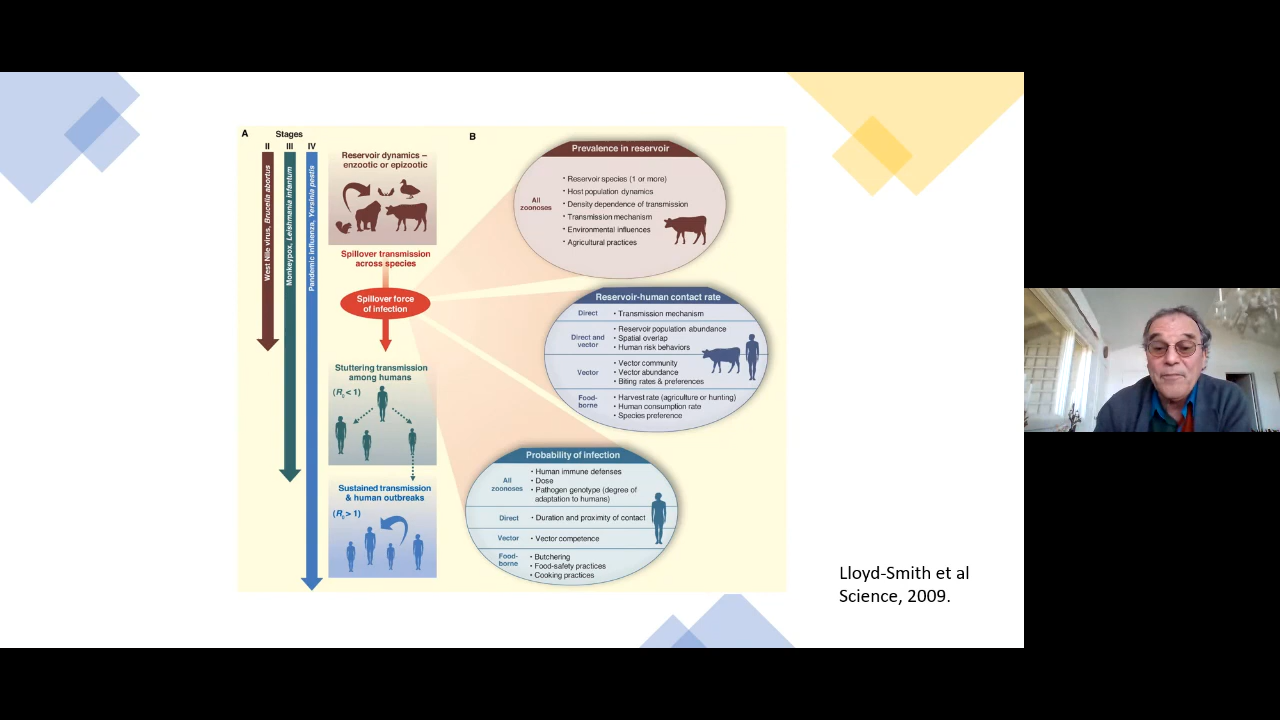 A
Stages
II
III
IV
West Nile virus, Brucella abortus
Monkeypox, Leishmania infantum
Pandemic influenza, Yersinia pestis
Reservoir dynamics –
enzootic or epizootic
Spillover transmission
across species
Spillover force
of infection
Stuttering transmission
among humans
(R꜀ < 1)
Sustained transmission
& human outbreaks
(R꜀ > 1)
B
Prevalence in reservoir
All
zoonoses
• Reservoir species (1 or more)
• Host population dynamics
• Density dependence of transmission
• Transmission mechanism
• Environmental influences
• Agricultural practices
Reservoir-human contact rate
Direct
• Transmission mechanism
Direct and
vector
• Reservoir population abundance
• Spatial overlap
• Human risk behaviors
Vector
• Vector community
• Vector abundance
• Biting rates & preferences
Food-
borne
• Harvest rate (agriculture or hunting)
• Human consumption rate
• Species preference
Probability of infection
All
zoonoses
• Human immune defenses
• Dose
• Pathogen genotype (degree of
adaptation to humans)
Direct
• Duration and proximity of contact
Vector
• Vector competence
Food-
borne
• Butchering
• Food-safety practices
• Cooking practices
Lloyd-Smith et al
Science, 2009.